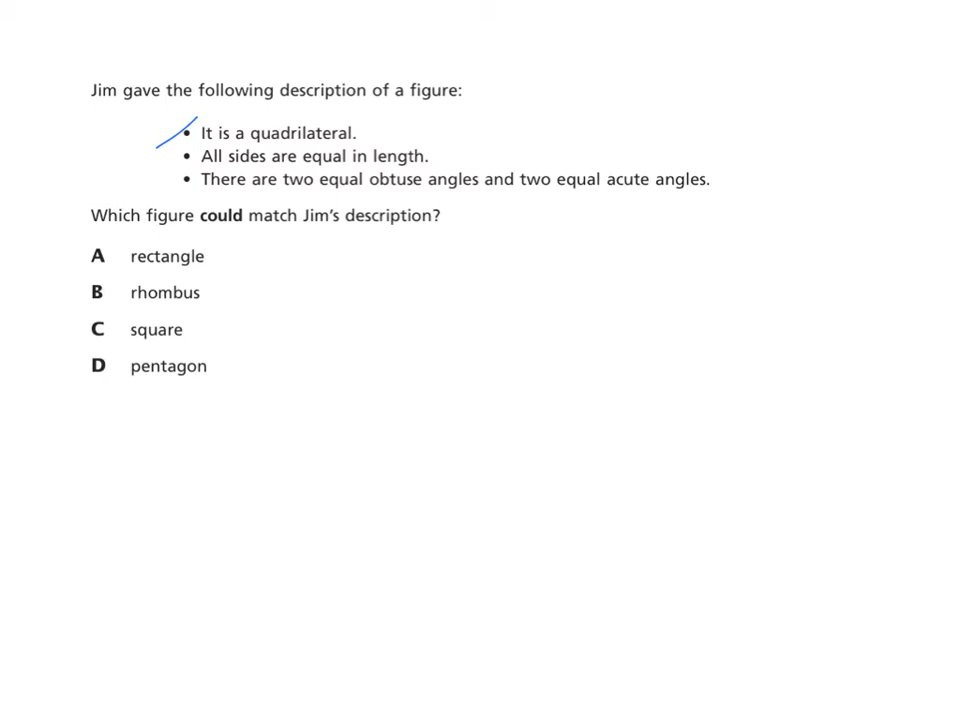 Jim gave the following description of a figure:
• It is a quadrilateral.
• All sides are equal in length.
• There are two equal obtuse angles and two equal acute angles.
Which figure could match Jim’s description?
A rectangle
B rhombus
C square
D pentagon